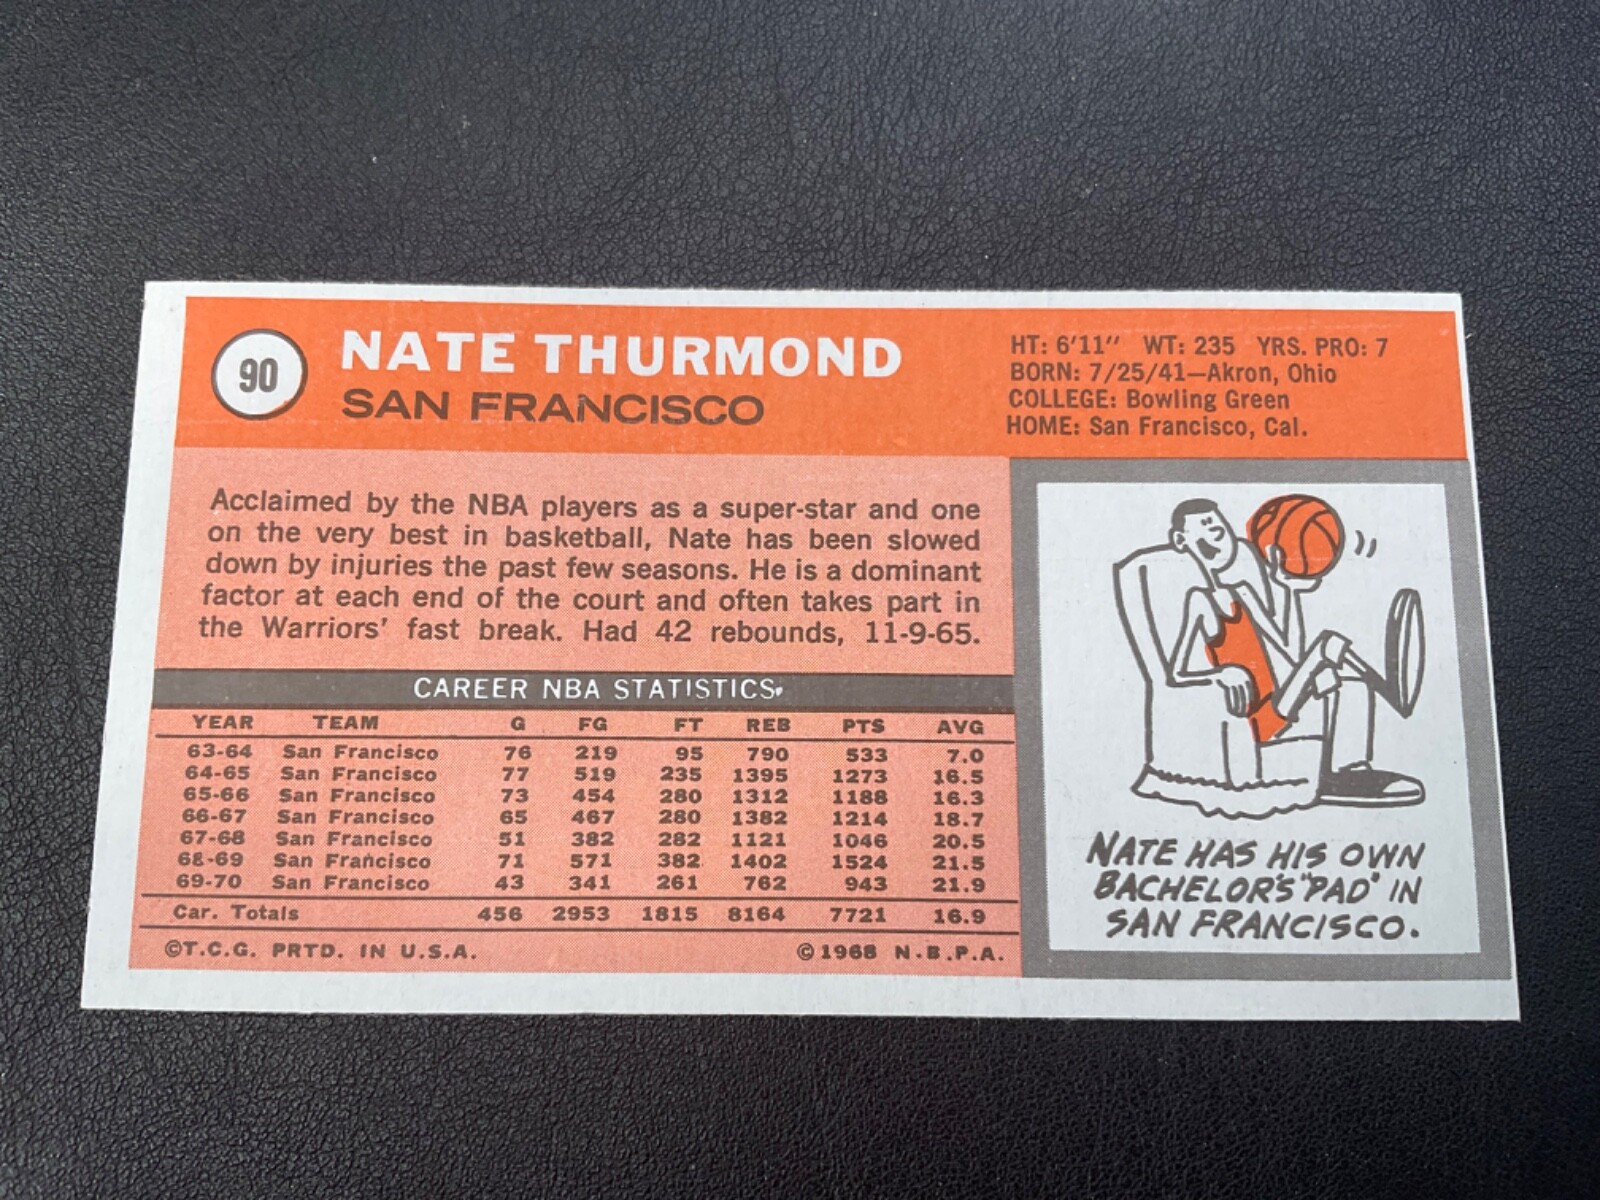 90
NATE THURMOND
SAN FRANCISCO
HT: 6'11" WT: 235 YRS. PRO: 7
BORN: 7/25/41—Akron, Ohio
COLLEGE: Bowling Green
HOME: San Francisco, Cal.
Acclaimed by the NBA players as a super-star and one
on the very best in basketball, Nate has been slowed
down by injuries the past few seasons. He is a dominant
factor at each end of the court and often takes part in
the Warriors' fast break. Had 42 rebounds, 11-9-65.
CAREER NBA STATISTICS
YEAR TEAM G FG FT REB PTS AVG
63-64 San Francisco 76 219 95 790 533 7.0
64-65 San Francisco 77 519 235 1395 1273 16.5
65-66 San Francisco 73 454 280 1312 1188 16.3
66-67 San Francisco 65 467 280 1382 1214 18.7
67-68 San Francisco 51 382 282 1121 1046 20.5
68-69 San Francisco 71 571 382 1402 1524 21.5
69-70 San Francisco 43 341 261 762 943 21.9
Car. Totals 456 2953 1815 8164 7721 16.9
©T.C.G. PRTD. IN U.S.A. ©1968 N.B.P.A.
NATE HAS HIS OWN
BACHELOR'S "PAD" IN
SAN FRANCISCO.